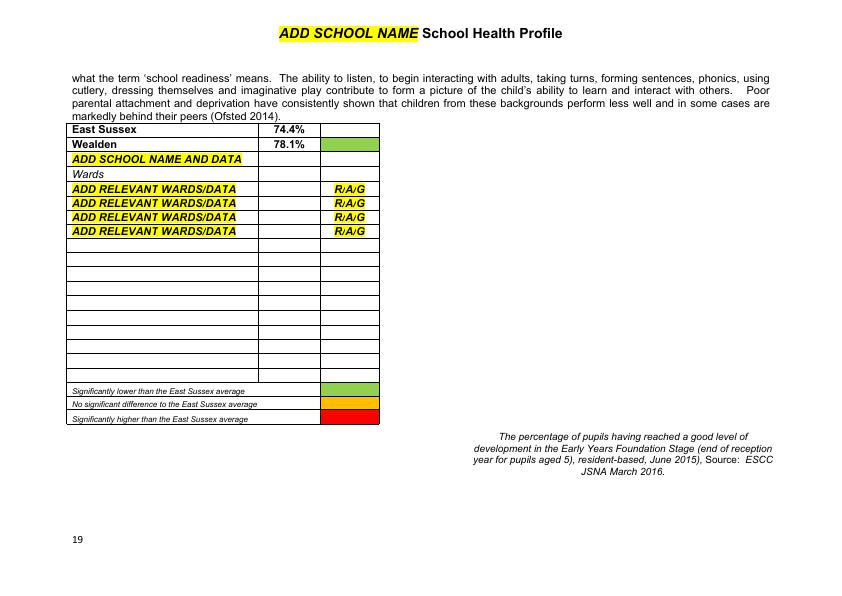 ADD SCHOOL NAME School Health Profile
what the term ‘school readiness’ means. The ability to listen, to begin interacting with adults, taking turns, forming sentences, phonics, using
cutlery, dressing themselves and imaginative play contribute to form a picture of the child’s ability to learn and interact with others. Poor
parental attachment and deprivation have consistently shown that children from these backgrounds perform less well and in some cases are
markedly behind their peers (Ofsted 2014).
East Sussex 74.4%
Wealden 78.1%
ADD SCHOOL NAME AND DATA
Wards
ADD RELEVANT WARDS/DATA R/A/G
ADD RELEVANT WARDS/DATA R/A/G
ADD RELEVANT WARDS/DATA R/A/G
ADD RELEVANT WARDS/DATA R/A/G
Significantly lower than the East Sussex average
No significant difference to the East Sussex average
Significantly higher than the East Sussex average
The percentage of pupils having reached a good level of
development in the Early Years Foundation Stage (end of reception
year for pupils aged 5), resident-based, June 2015), Source: ESCC
JSNA March 2016.
19